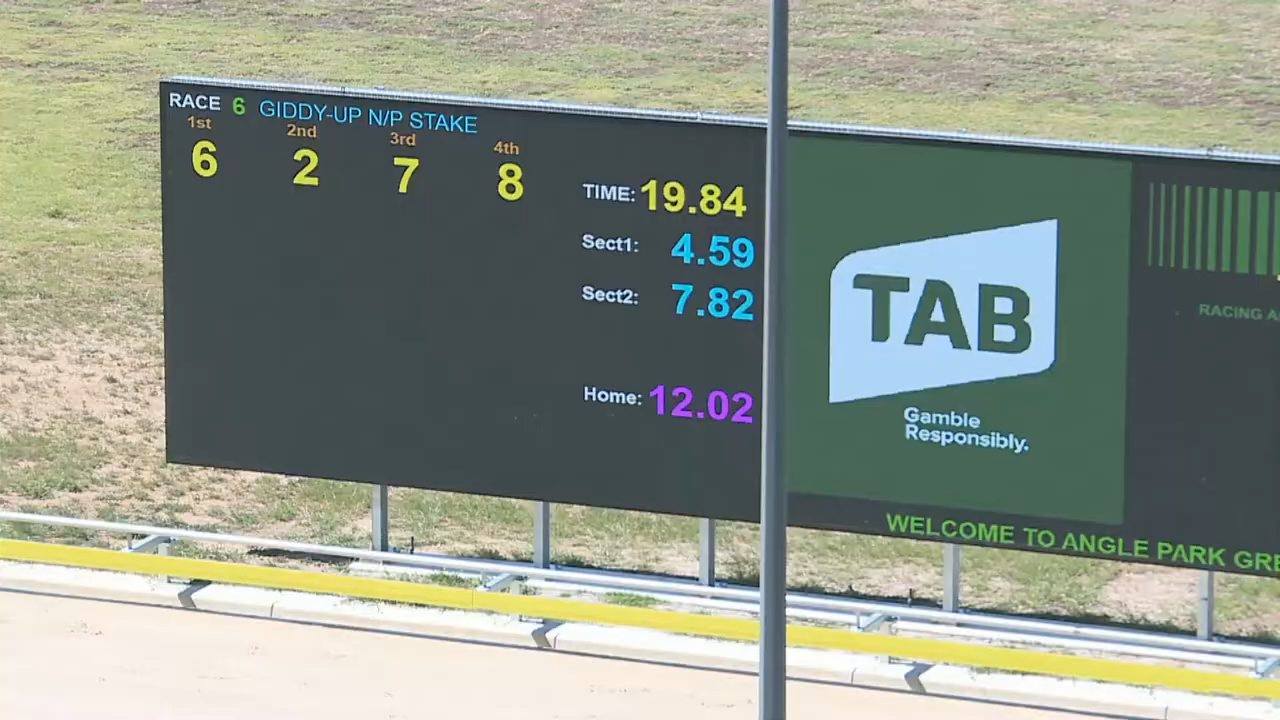 RACE 6 GIDDY-UP N/P STAKE
1st 2nd 3rd 4th
6 2 7 8
TIME: 19.84
Sect1: 4.59
Sect2: 7.82
Home: 12.02
TAB
Gamble
Responsibly.
RACING
WELCOME TO ANGLE PARK